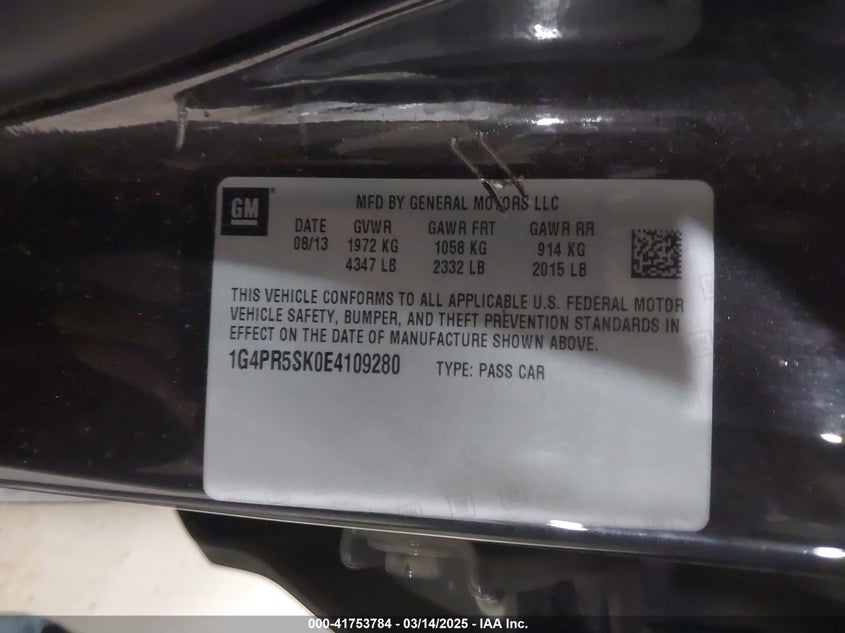 GM
MFD BY GENERAL MOTORS LLC
DATE GVWR GAWR FRT GAWR RR
08/13 1972 KG 1058 KG 914 KG
4347 LB 2332 LB 2015 LB
THIS VEHICLE CONFORMS TO ALL APPLICABLE U.S. FEDERAL MOTOR
VEHICLE SAFETY, BUMPER, AND THEFT PREVENTION STANDARDS IN
EFFECT ON THE DATE OF MANUFACTURE SHOWN ABOVE.
1G4PR5SK0E4109280 TYPE: PASS CAR
000-41753784 - 03/14/2025 - IAA Inc.